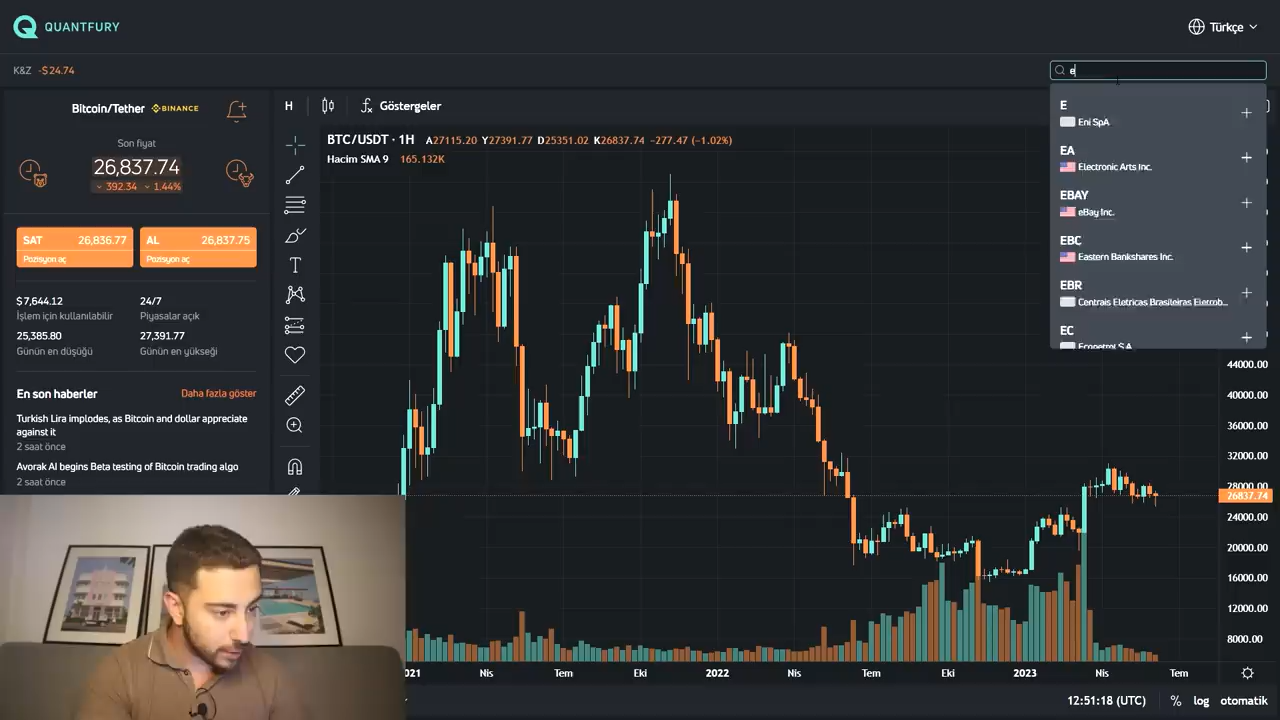 QUANTFURY
Türkçe
K&Z -$24.74
e
Bitcoin/Tether BINANCE
Son fiyat
26,837.74
392.34 1.44%
SAT 26,836.77
Pozisyon aç
AL 26,837.75
Pozisyon aç
$7,644.12
İşlem için kullanılabilir
24/7
Piyasalar açık
25,385.80
Günün en düşüğü
27,391.77
Günün en yükseği
En son haberler Daha fazla göster
Turkish Lira implodes, as Bitcoin and dollar appreciate
against it
2 saat önce
Avorak AI begins Beta testing of Bitcoin trading algo
2 saat önce
H Göstergeler
BTC/USDT · 1H A27115.20 Y27391.77 D25351.02 K26837.74 -277.47 (-1.02%)
Hacim SMA 9 165.132K
E
Eni SpA
EA
Electronic Arts Inc.
EBAY
eBay Inc.
EBC
Eastern Bankshares Inc.
EBR
Centrais Eletricas Brasileiras Eletrob...
EC
Ecopetrol S.A.
44000.00
40000.00
36000.00
32000.00
28000.00
26837.74
24000.00
20000.00
16000.00
12000.00
8000.00
2021 Nis Tem Eki 2022 Nis Tem Eki 2023 Nis Tem
12:51:18 (UTC) % log otomatik